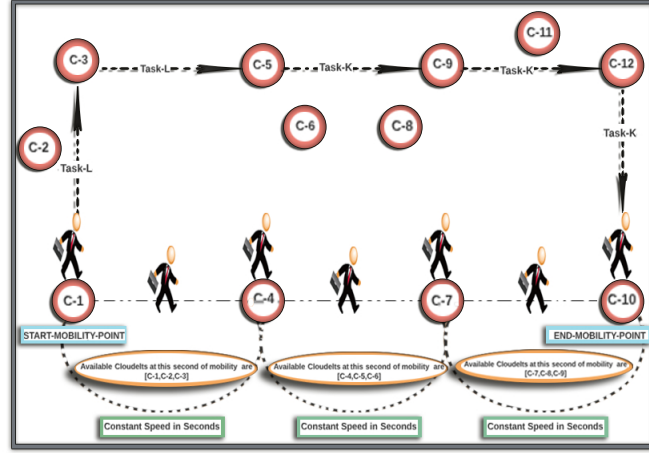 C-11
C-3
Task-L
C-5
Task-K
C-9
Task-K
C-12
C-6
C-8
Task-K
C-2
Task-L
C-1
C-4
C-7
C-10
START-MOBILITY-POINT
END-MOBILITY-POINT
Available Cloudelts at this second of mobility are
[C-1,C-2,C-3]
Available Cloudelts at this second of mobility are
[C-4,C-5,C-6]
Available Cloudelts at this second of mobility are
[C-7,C-8,C-9]
Constant Speed in Seconds
Constant Speed in Seconds
Constant Speed in Seconds